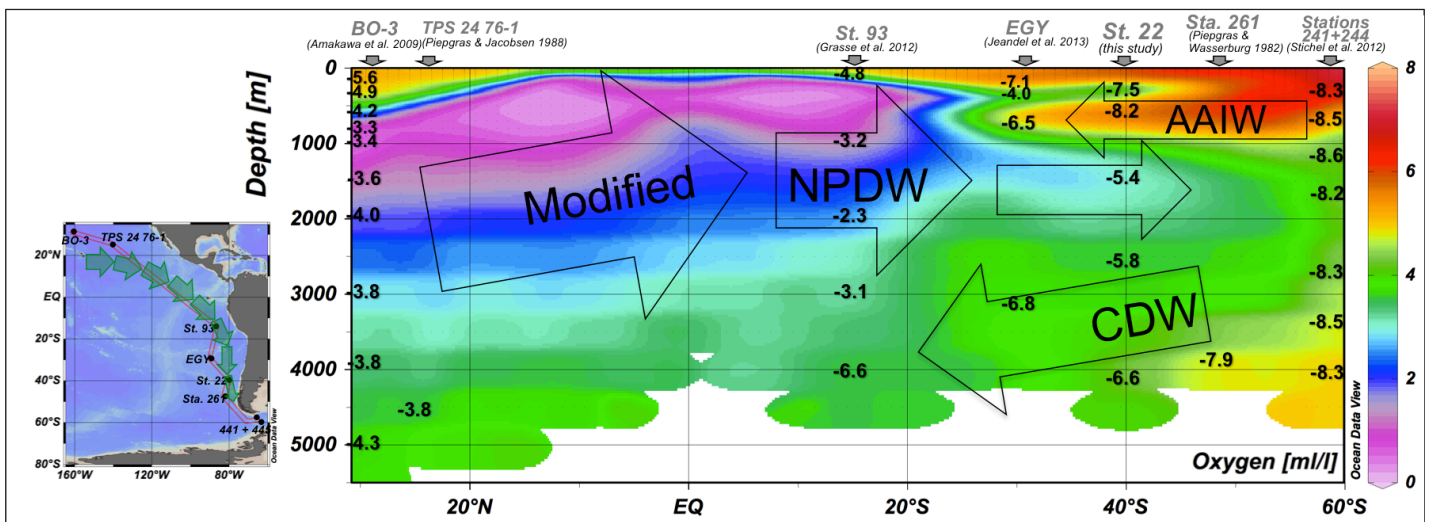 BO-3
(Amakawa et al. 2009)
TPS 24 76-1
(Piepgras & Jacobsen 1988)
St. 93
(Grasse et al. 2012)
EGY
(Jeandel et al. 2013)
St. 22
(this study)
Sta. 261
(Piepgras &
Wasserburg 1982)
Stations
241+244
(Stichel et al. 2012)
Depth [m]
0
1000
2000
3000
4000
5000
-5.6
-4.9
-4.2
-3.3
-3.4
-3.6
-4.0
-3.8
-3.8
-3.8
-4.3
-4.8
-3.2
-2.3
-3.1
-6.6
-7.1
-4.0
-6.5
-6.8
-7.5
-8.2
-5.4
-5.8
-6.6
-7.9
-8.3
-8.5
-8.6
-8.2
-8.3
-8.5
-8.3
Modified
NPDW
AAIW
CDW
Oxygen [ml/l]
Ocean Data View
20°N
EQ
20°S
40°S
60°S
8
6
4
2
0
20°N
EQ
20°S
40°S
60°S
80°S
160°W
120°W
80°W
BO-3
TPS 24 76-1
St. 93
EGY
St. 22
Sta. 261
Ocean Data View